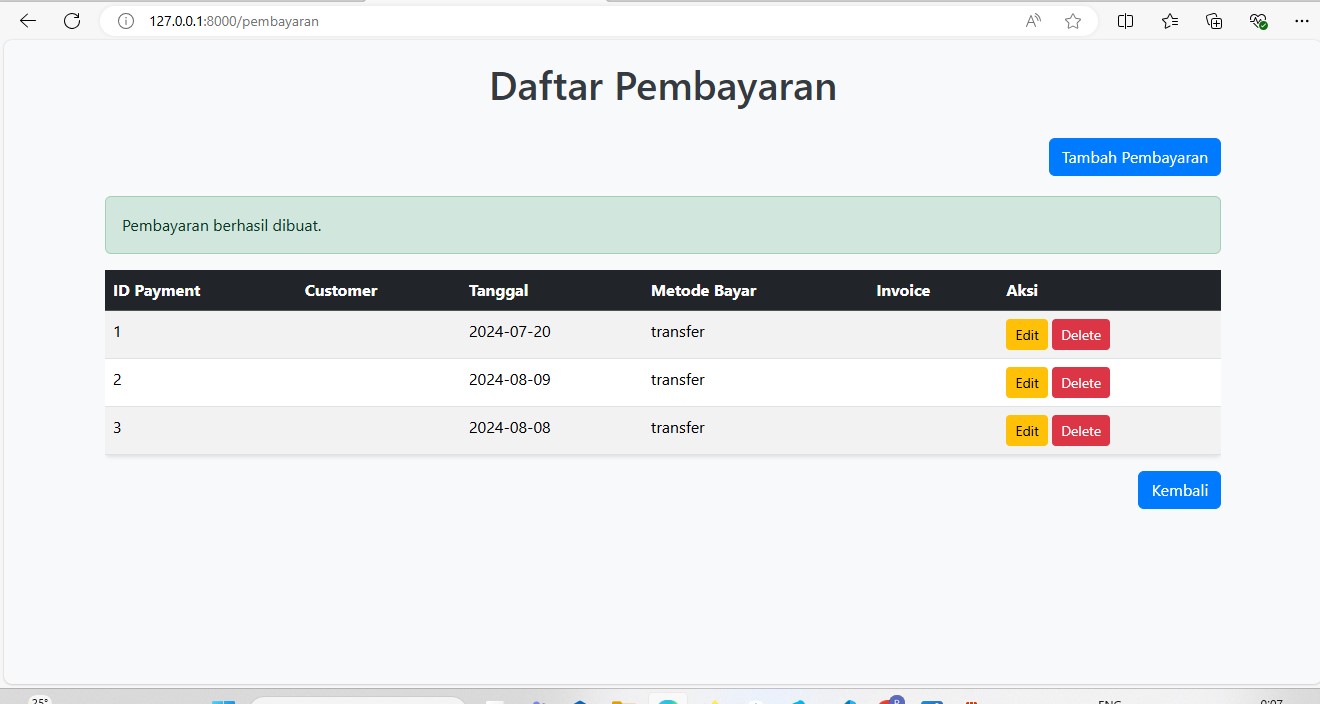 127.0.0.1:8000/pembayaran
Daftar Pembayaran
Tambah Pembayaran
Pembayaran berhasil dibuat.
ID Payment Customer Tanggal Metode Bayar Invoice Aksi
1 2024-07-20 transfer Edit Delete
2 2024-08-09 transfer Edit Delete
3 2024-08-08 transfer Edit Delete
Kembali